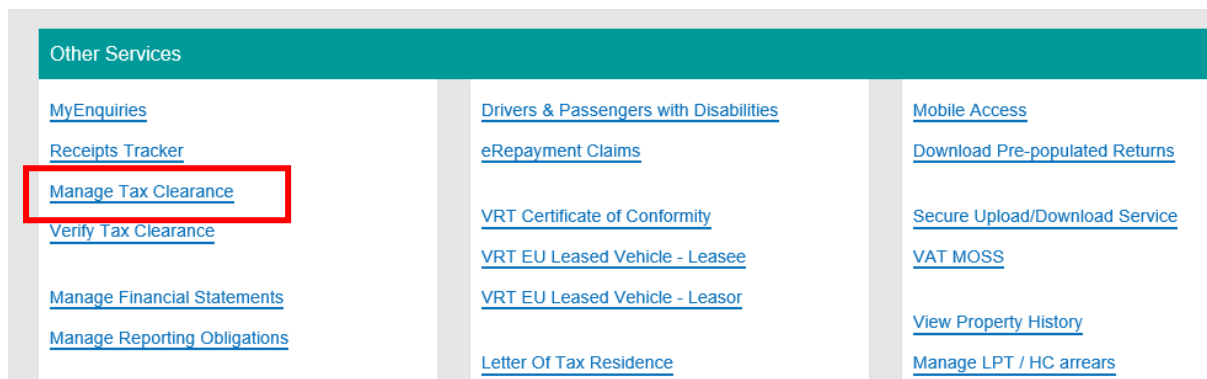 Other Services
MyEnquiries
Receipts Tracker
Manage Tax Clearance
Verify Tax Clearance
Manage Financial Statements
Manage Reporting Obligations
Drivers & Passengers with Disabilities
eRepayment Claims
VRT Certificate of Conformity
VRT EU Leased Vehicle - Leasee
VRT EU Leased Vehicle - Leasor
Letter Of Tax Residence
Mobile Access
Download Pre-populated Returns
Secure Upload/Download Service
VAT MOSS
View Property History
Manage LPT / HC arrears